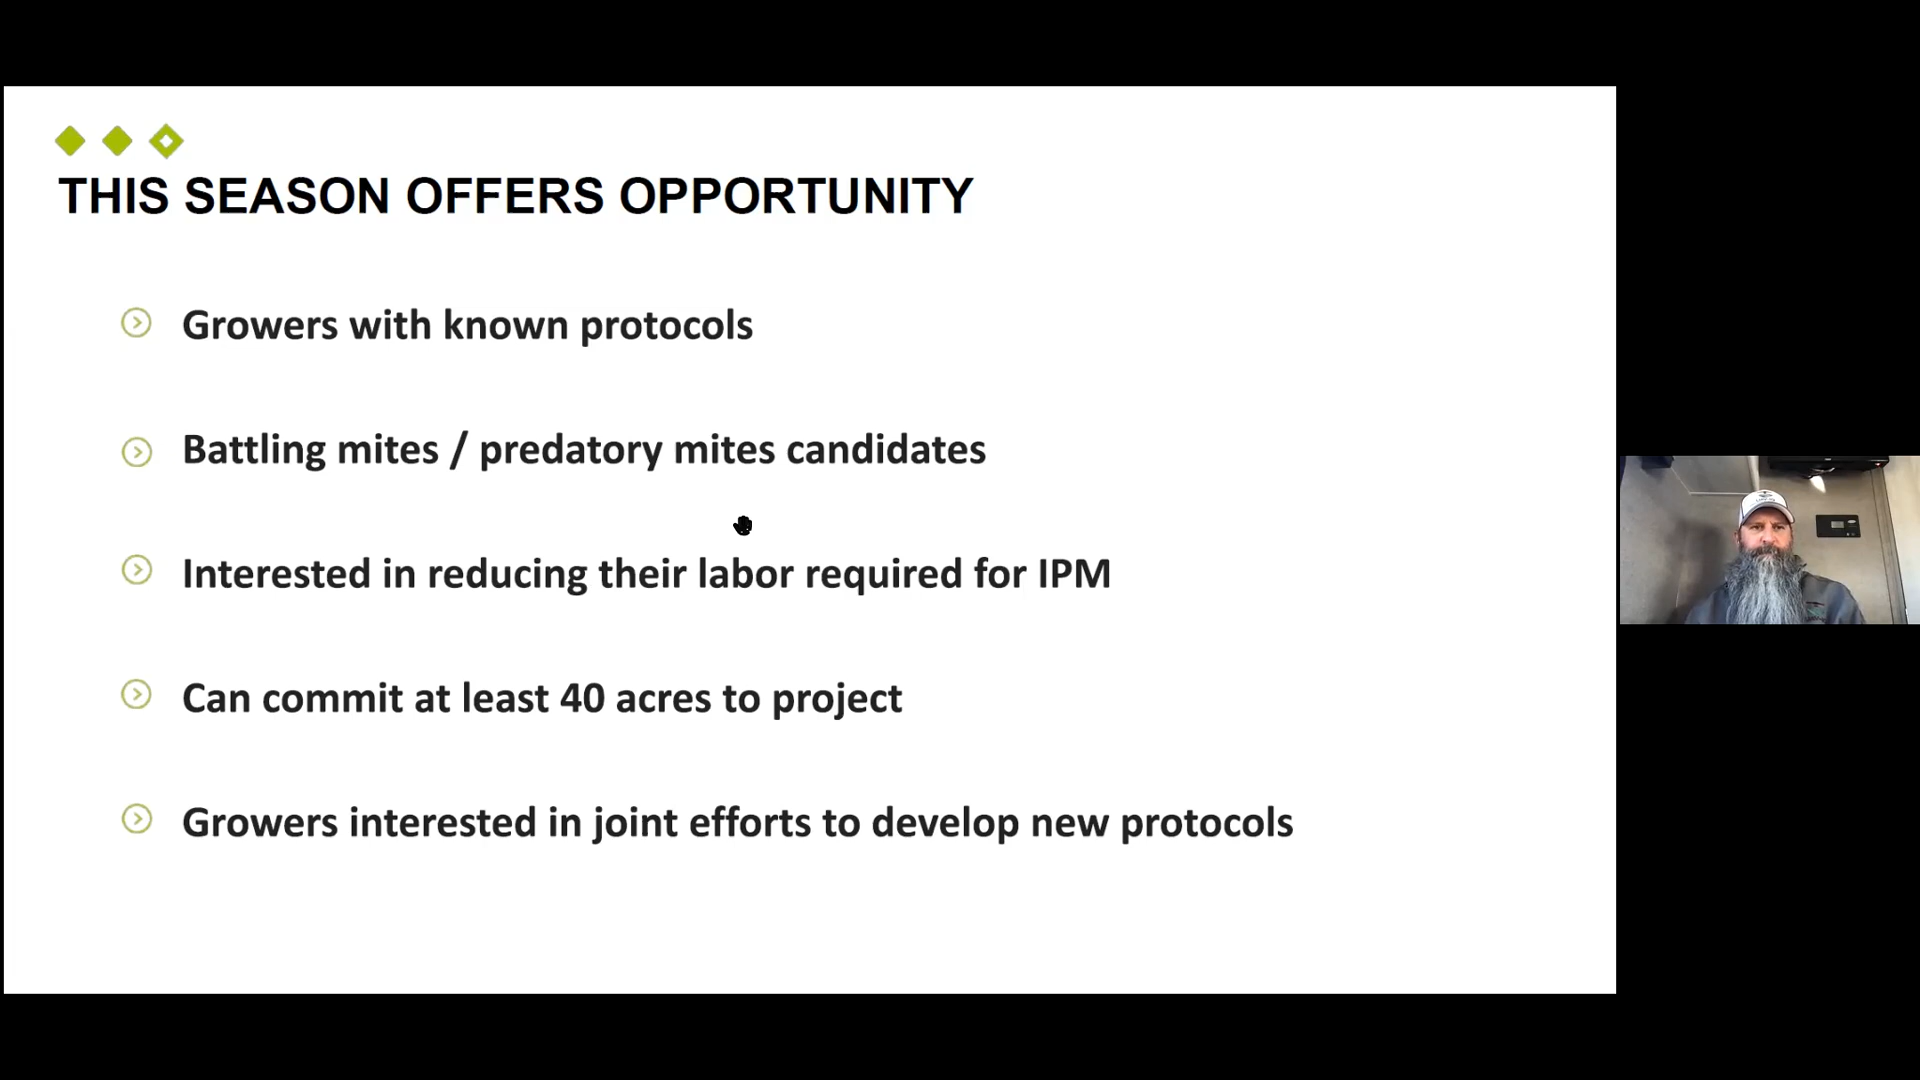 THIS SEASON OFFERS OPPORTUNITY
Growers with known protocols
Battling mites / predatory mites candidates
Interested in reducing their labor required for IPM
Can commit at least 40 acres to project
Growers interested in joint efforts to develop new protocols